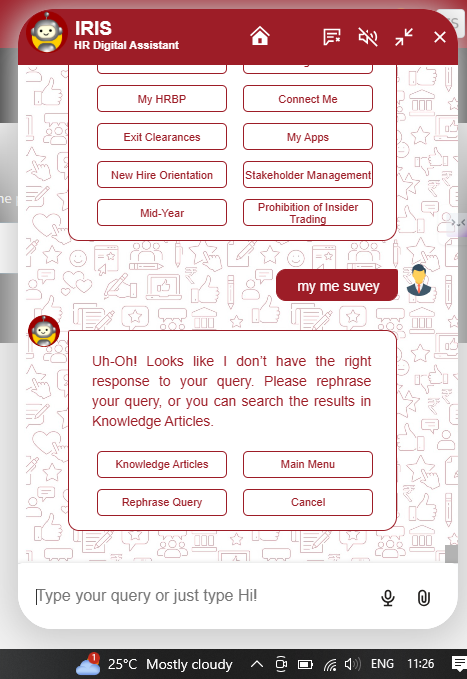 IRIS
HR Digital Assistant
My HRBP
Connect Me
Exit Clearances
My Apps
New Hire Orientation
Stakeholder Management
Mid-Year
Prohibition of Insider
Trading
my me suvey
Uh-Oh! Looks like I don't have the right
response to your query. Please rephrase
your query, or you can search the results in
Knowledge Articles.
Knowledge Articles
Main Menu
Rephrase Query
Cancel
Type your query or just type Hi!
1
25°C Mostly cloudy
ENG
11:26